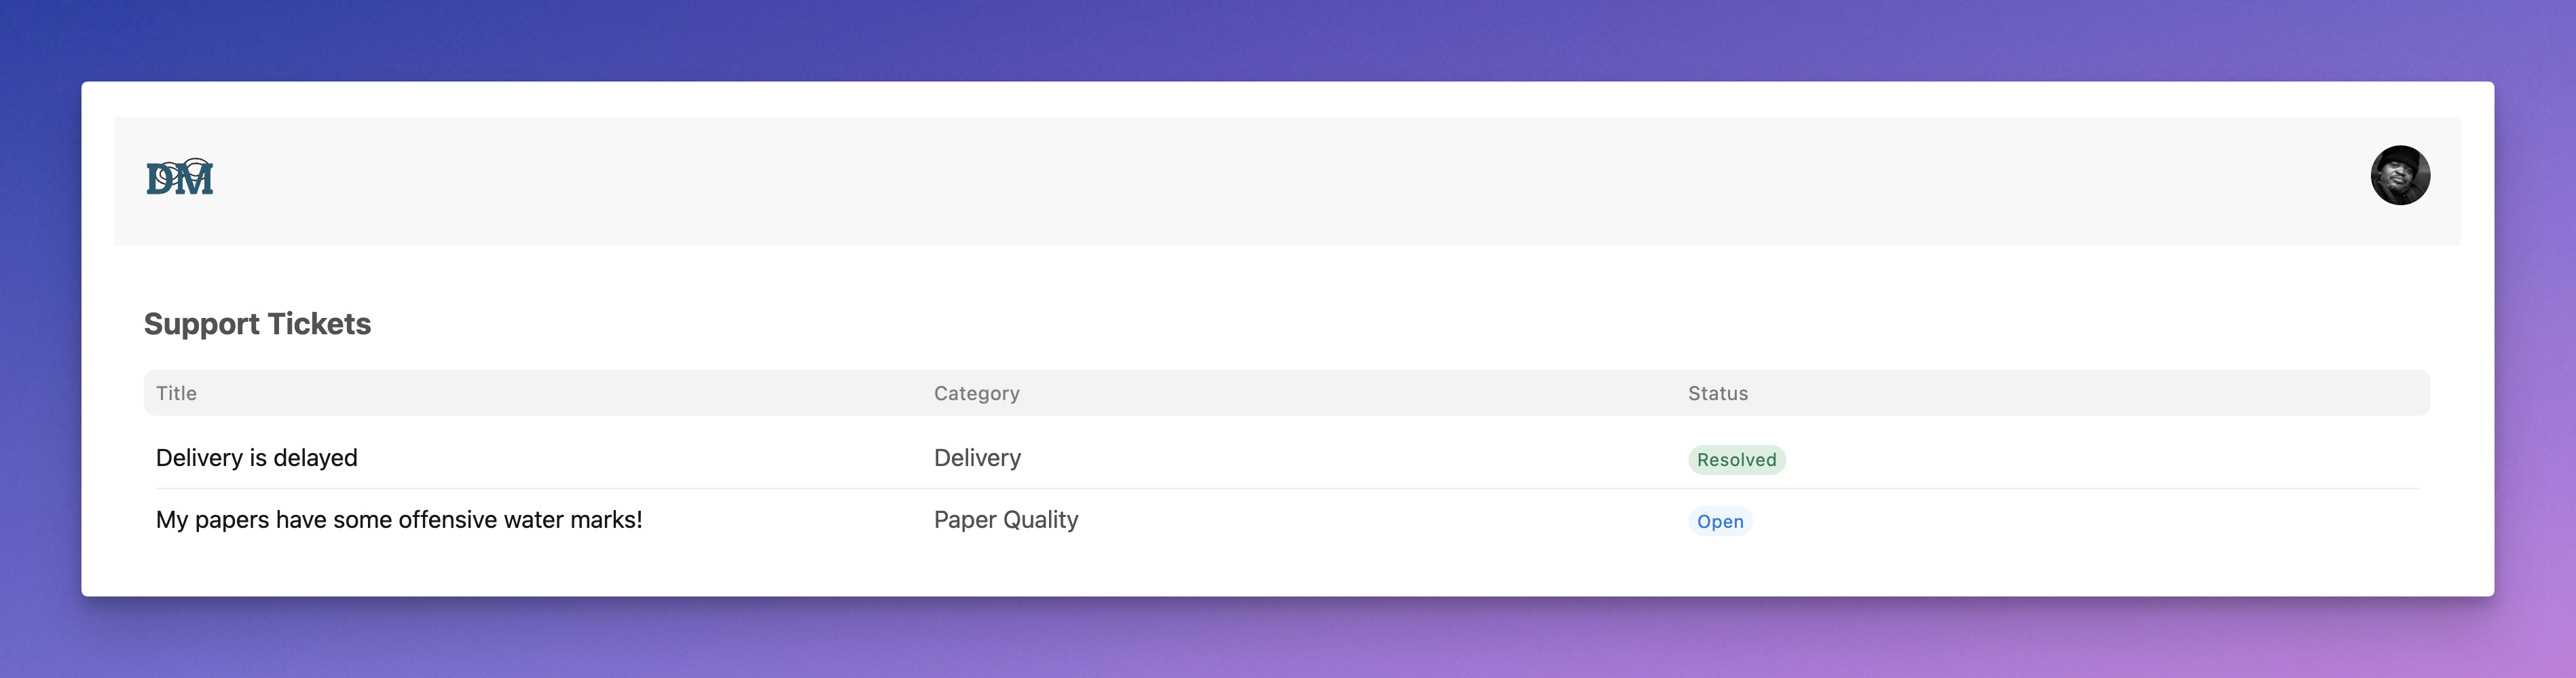 DM
Support Tickets
Title Category Status
Delivery is delayed Delivery Resolved
My papers have some offensive water marks! Paper Quality Open